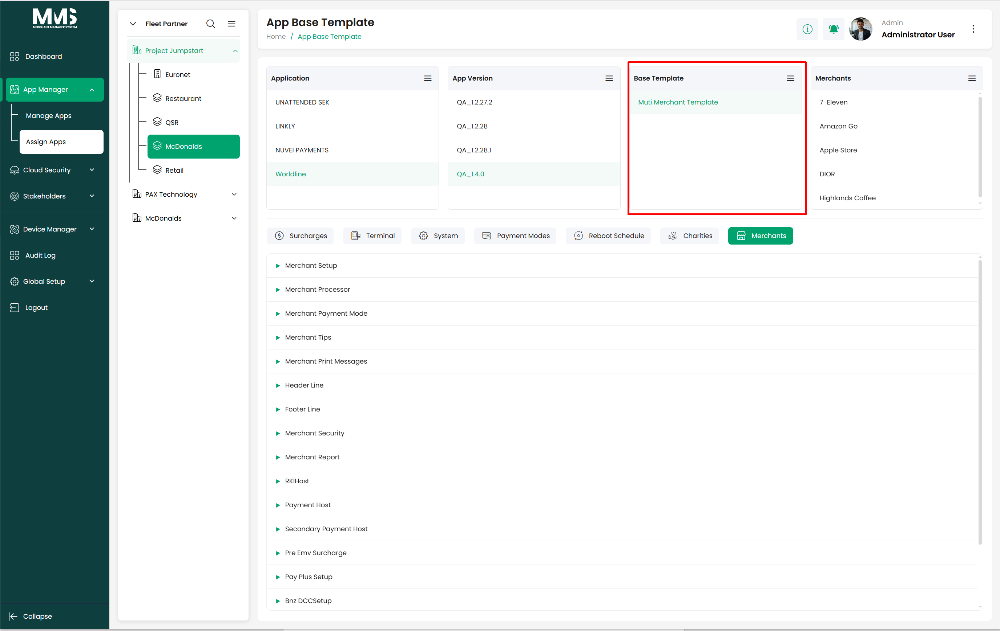 MMS
MERCHANT MANAGER SYSTEM
Dashboard
App Manager
Manage Apps
Assign Apps
Cloud Security
Stakeholders
Device Manager
Audit Log
Global Setup
Logout
Collapse
Fleet Partner
Project Jumpstart
Euronet
Restaurant
QSR
McDonalds
Retail
PAX Technology
McDonalds
App Base Template
Home / App Base Template
Admin
Administrator User
Application
UNATTENDED SEK
LINKLY
NUVEI PAYMENTS
Worldline
App Version
QA_1.2.27.2
QA_1.2.28
QA_1.2.28.1
QA_1.4.0
Base Template
Muti Merchant Template
Merchants
7-Eleven
Amazon Go
Apple Store
DIOR
Highlands Coffee
Surcharges
Terminal
System
Payment Modes
Reboot Schedule
Charities
Merchants
Merchant Setup
Merchant Processor
Merchant Payment Mode
Merchant Tips
Merchant Print Messages
Header Line
Footer Line
Merchant Security
Merchant Report
RKIHost
Payment Host
Secondary Payment Host
Pre Emv Surcharge
Pay Plus Setup
Bnz DCCSetup